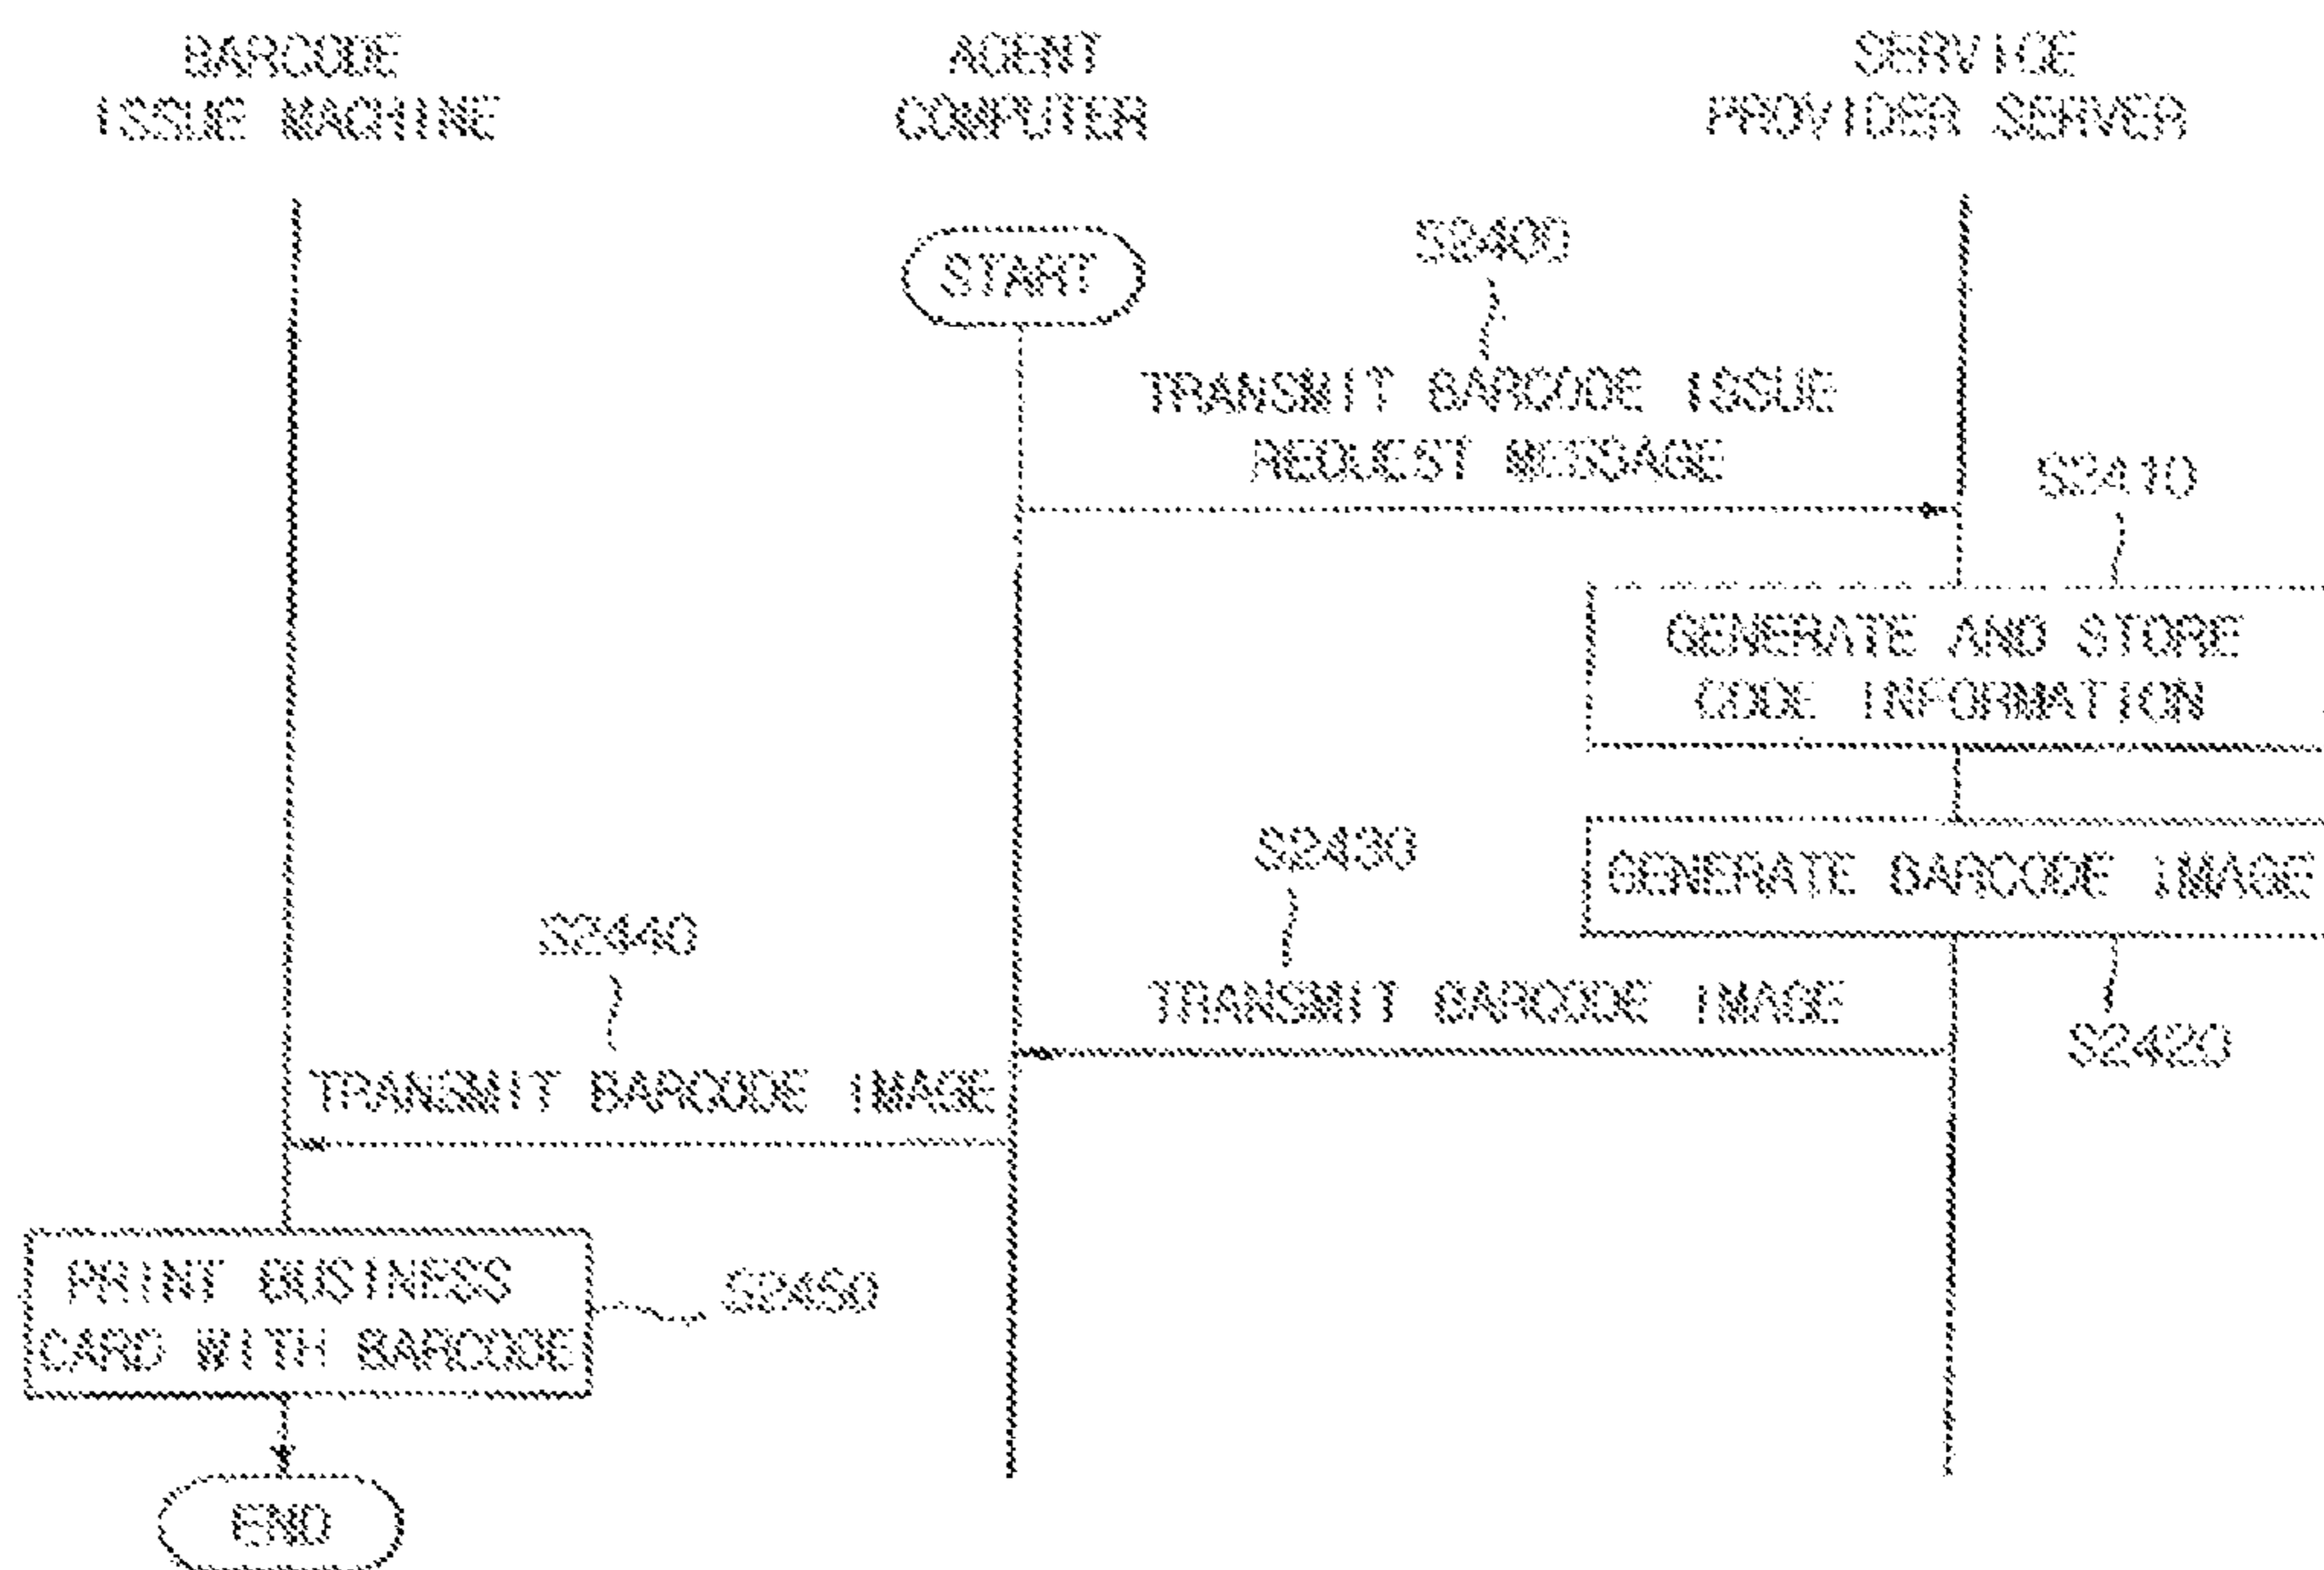 BARCODE
ISSUE MACHINE
AGENT
COMPUTER
SERVICE
PROVIDER SERVER
START
S2400
TRANSMIT BARCODE ISSUE
REQUEST MESSAGE
S2410
GENERATE AND STORE
CODE INFORMATION
GENERATE BARCODE IMAGE
S2420
S2430
TRANSMIT BARCODE IMAGE
S2440
TRANSMIT BARCODE IMAGE
PRINT BUSINESS
CARD WITH BARCODE
S2450
END